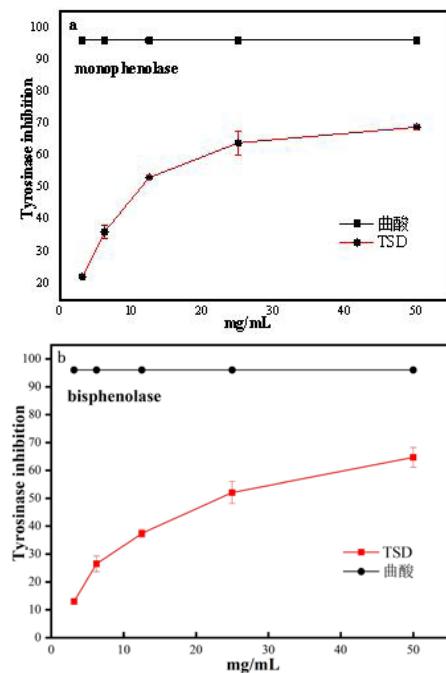 a
100
90
80
70
60
50
40
30
20
Tyrosinase inhibition
monophenolase
曲酸
TSD
0 10 20 30 40 50
mg/mL
b
100
90
80
70
60
50
40
30
20
10
0
Tyrosinase inhibition
bisphenolase
TSD
曲酸
0 10 20 30 40 50
mg/mL